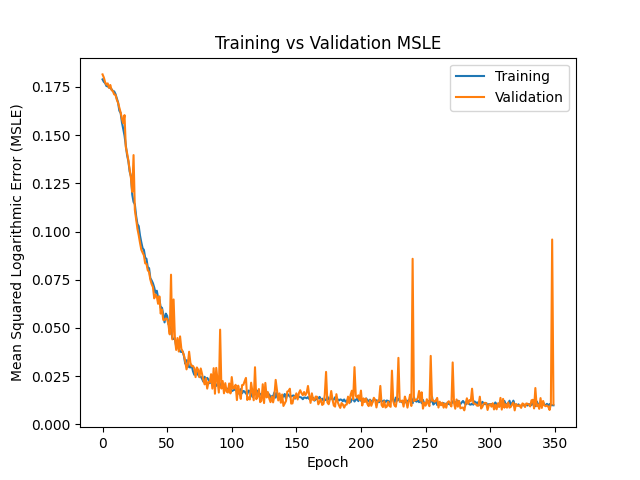 Training vs Validation MSLE
Training
Validation
Mean Squared Logarithmic Error (MSLE)
0.175
0.150
0.125
0.100
0.075
0.050
0.025
0.000
0 50 100 150 200 250 300 350
Epoch